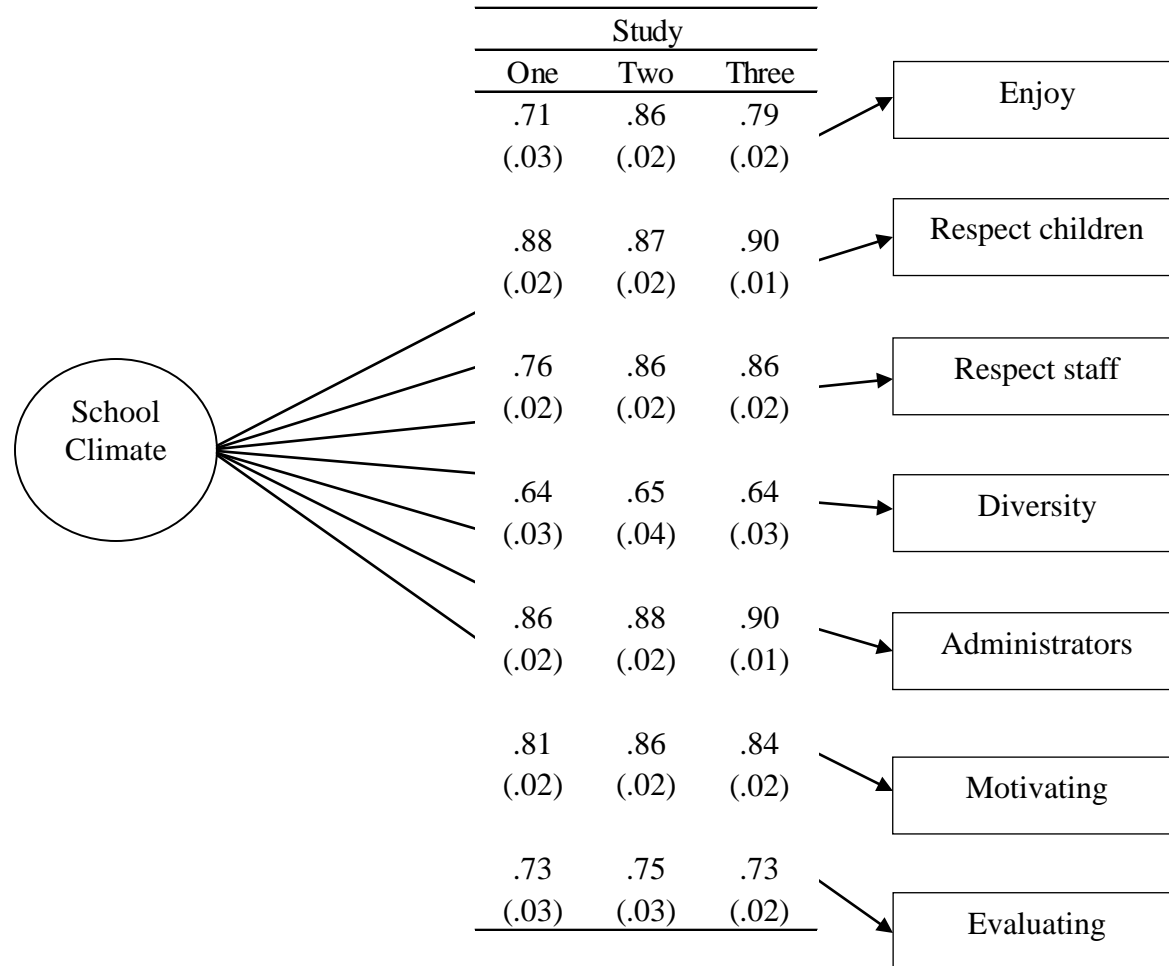 Study
One Two Three
.71 .86 .79
(.03) (.02) (.02)
Enjoy
.88 .87 .90
(.02) (.02) (.01)
Respect children
.76 .86 .86
(.02) (.02) (.02)
Respect staff
School
Climate
.64 .65 .64
(.03) (.04) (.03)
Diversity
.86 .88 .90
(.02) (.02) (.01)
Administrators
.81 .86 .84
(.02) (.02) (.02)
Motivating
.73 .75 .73
(.03) (.03) (.02)
Evaluating